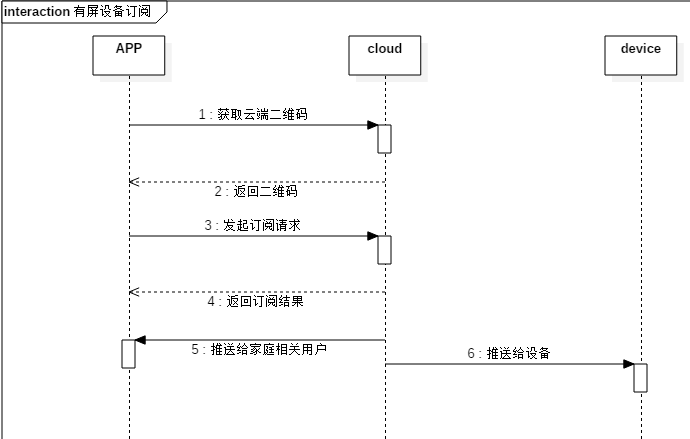 interaction 有屏设备订阅
APP
cloud
device
1 : 获取云端二维码
2 : 返回二维码
3 : 发起订阅请求
4 : 返回订阅结果
5 : 推送给家庭相关用户
6 : 推送给设备